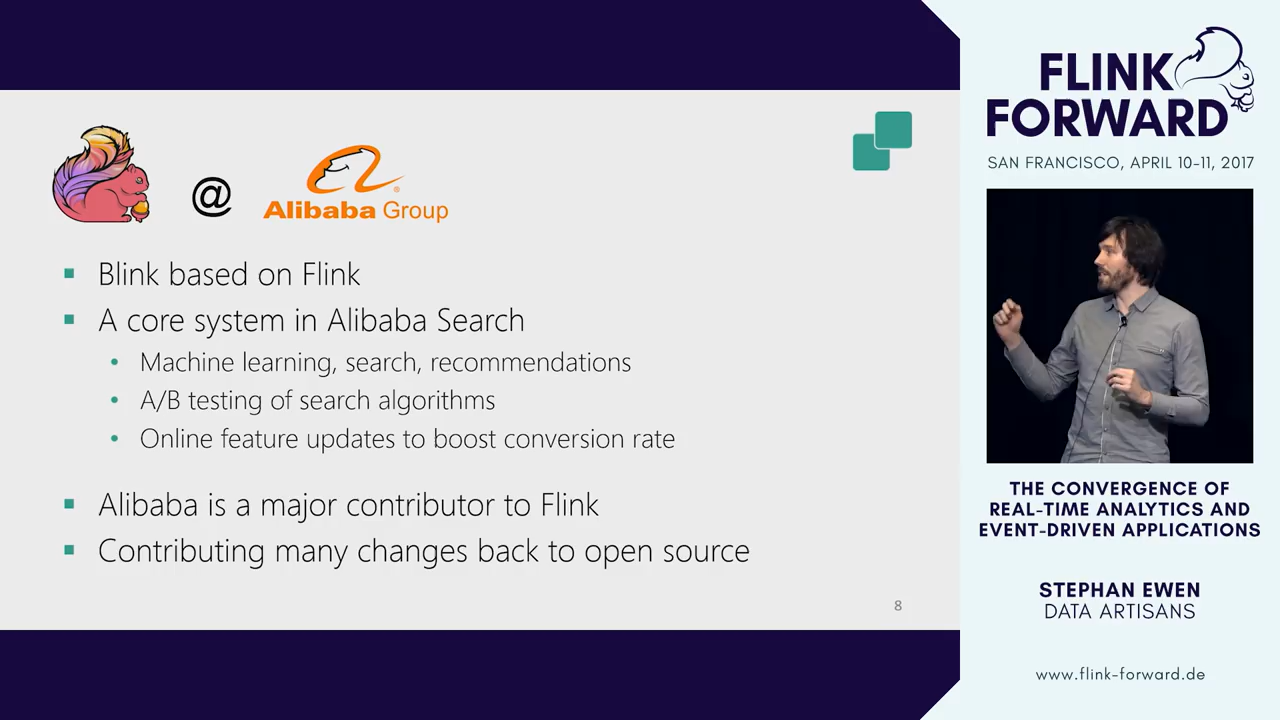 @
Alibaba Group
Blink based on Flink
A core system in Alibaba Search
Machine learning, search, recommendations
A/B testing of search algorithms
Online feature updates to boost conversion rate
Alibaba is a major contributor to Flink
Contributing many changes back to open source
8
FLINK
FORWARD
SAN FRANCISCO, APRIL 10-11, 2017
THE CONVERGENCE OF
REAL-TIME ANALYTICS AND
EVENT-DRIVEN APPLICATIONS
STEPHAN EWEN
DATA ARTISANS
www.flink-forward.de